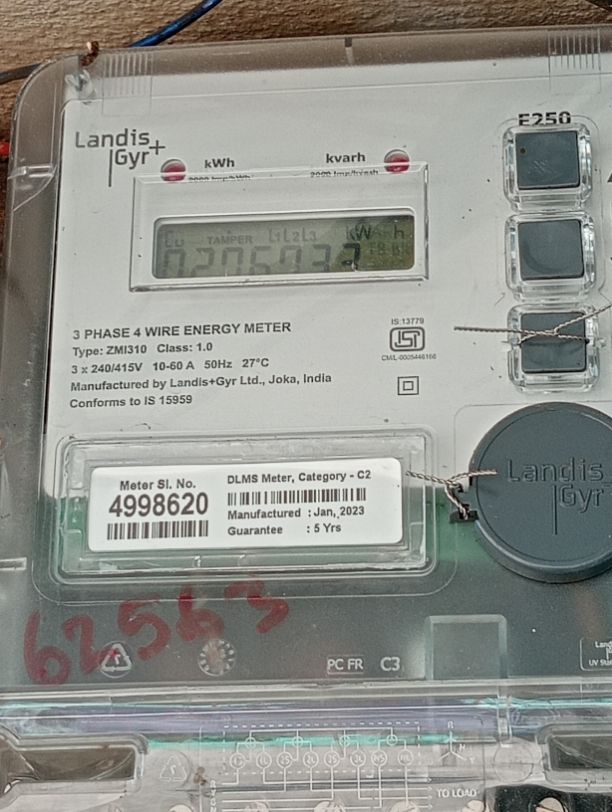 E250
Landis
Gyr+
kWh
kvarh
Cu TAMPER L1L2L3 kW h
3 PHASE 4 WIRE ENERGY METER
Type: ZMI310 Class: 1.0
3 x 240/415V 10-60 A 50Hz 27°C
Manufactured by Landis+Gyr Ltd., Joka, India
Conforms to IS 15959
IS:13779
Meter Sl. No.
4998620
DLMS Meter, Category - C2
Manufactured : Jan, 2023
Guarantee : 5 Yrs
Landis
Gyr
62563
PC FR C3
TO LOAD